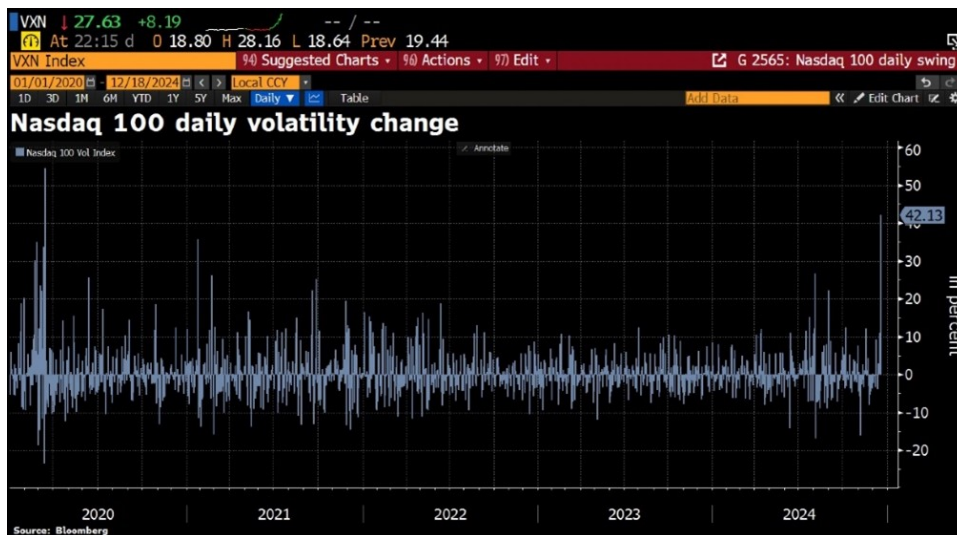 VXN ↓ 27.63 +8.19 -- / --
At 22:15 d O 18.80 H 28.16 L 18.64 Prev 19.44
VXN Index 94) Suggested Charts 96) Actions 97) Edit G 2565: Nasdaq 100 daily swing
01/01/2020 - 12/18/2024 < > Local CCY
1D 3D 1M 6M YTD 1Y 5Y Max Daily ▼ Table Add Data « Edit Chart
Nasdaq 100 daily volatility change
Nasdaq 100 Vol Index Annotate
60
50
42.13
40
30
20
10
0
-10
-20
In percent
2020 2021 2022 2023 2024
Source: Bloomberg